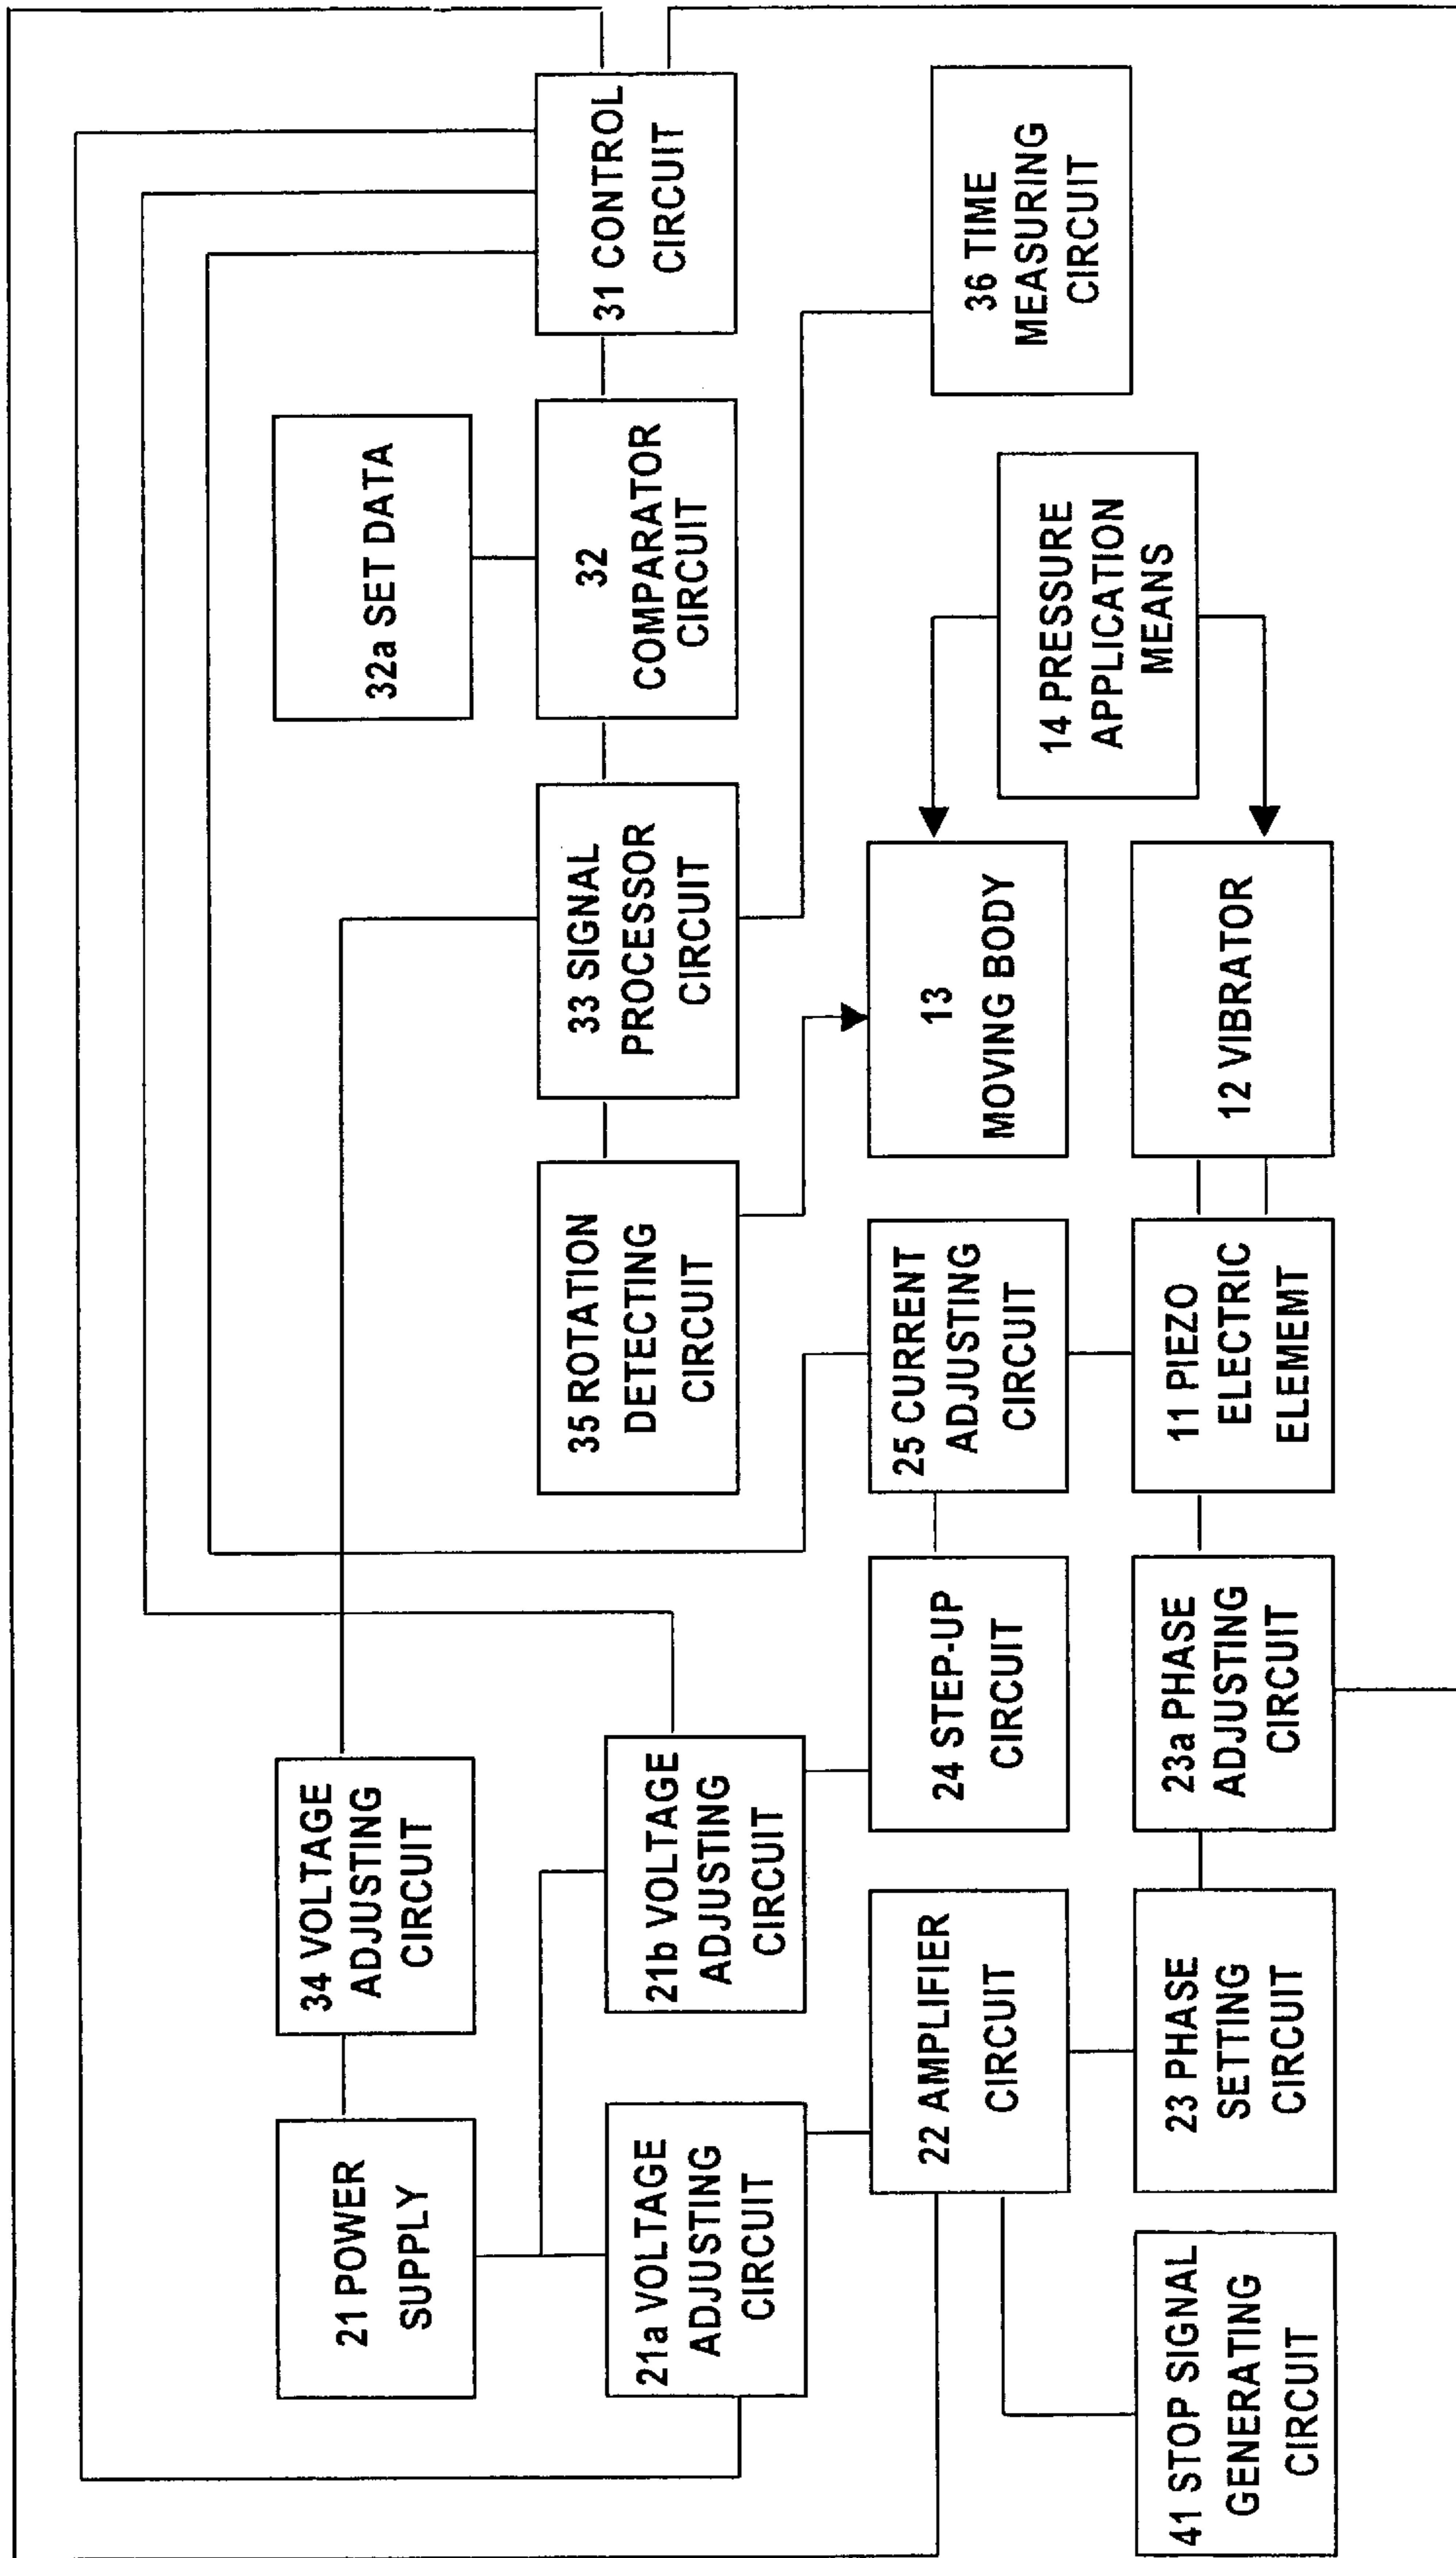 21 POWER
SUPPLY
34 VOLTAGE
ADJUSTING
CIRCUIT
32a SET DATA
35 ROTATION
DETECTING
CIRCUIT
33 SIGNAL
PROCESSOR
CIRCUIT
32
COMPARATOR
CIRCUIT
31 CONTROL
CIRCUIT
21a VOLTAGE
ADJUSTING
CIRCUIT
21b VOLTAGE
ADJUSTING
CIRCUIT
22 AMPLIFIER
CIRCUIT
24 STEP-UP
CIRCUIT
25 CURRENT
ADJUSTING
CIRCUIT
13
MOVING BODY
14 PRESSURE
APPLICATION
MEANS
36 TIME
MEASURING
CIRCUIT
41 STOP SIGNAL
GENERATING
CIRCUIT
23 PHASE
SETTING
CIRCUIT
23a PHASE
ADJUSTING
CIRCUIT
11 PIEZO
ELECTRIC
ELEMEMT
12 VIBRATOR